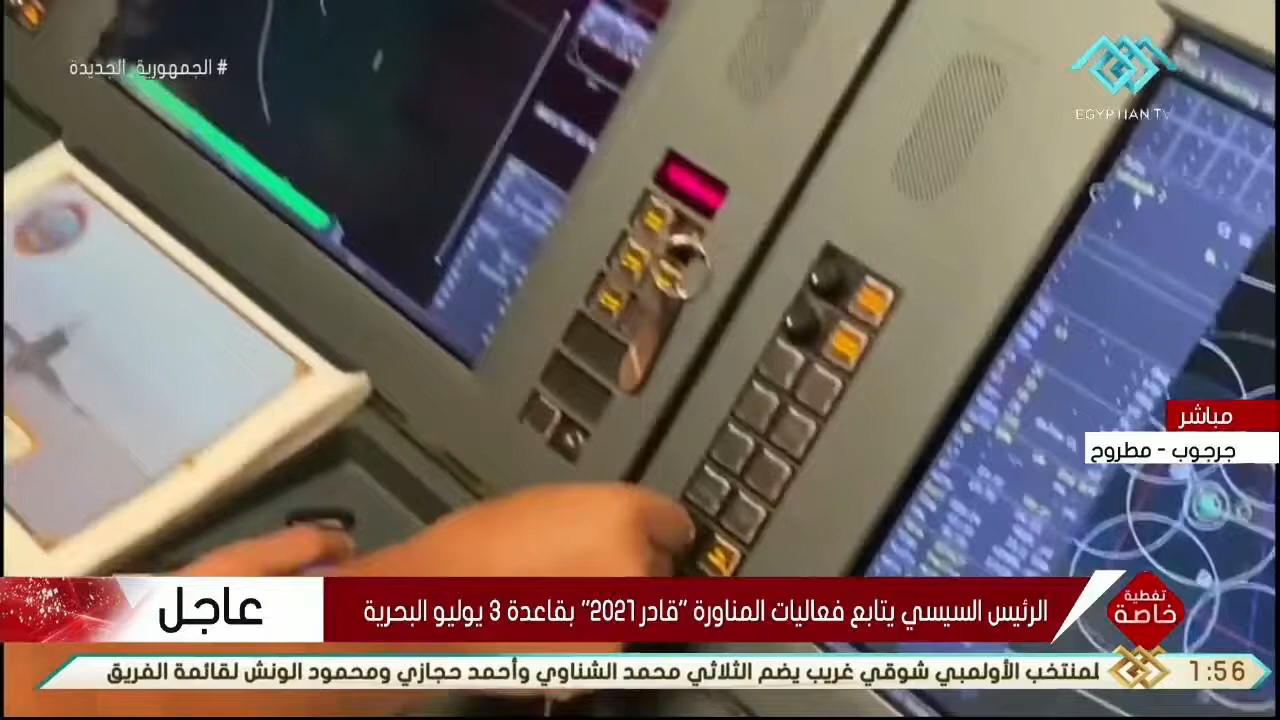 # الجمهورية_الجديدة
EGYPTIAN TV
مباشر
جرجوب - مطروح
تغطية
خاصة
الرئيس السيسي يتابع فعاليات المناورة "قادر 2021" بقاعدة 3 يوليو البحرية
عاجل
1:56
لمنتخب الأولمبي شوقي غريب يضم الثلاثي محمد الشناوي وأحمد حجازي ومحمود الونش لقائمة الفريق